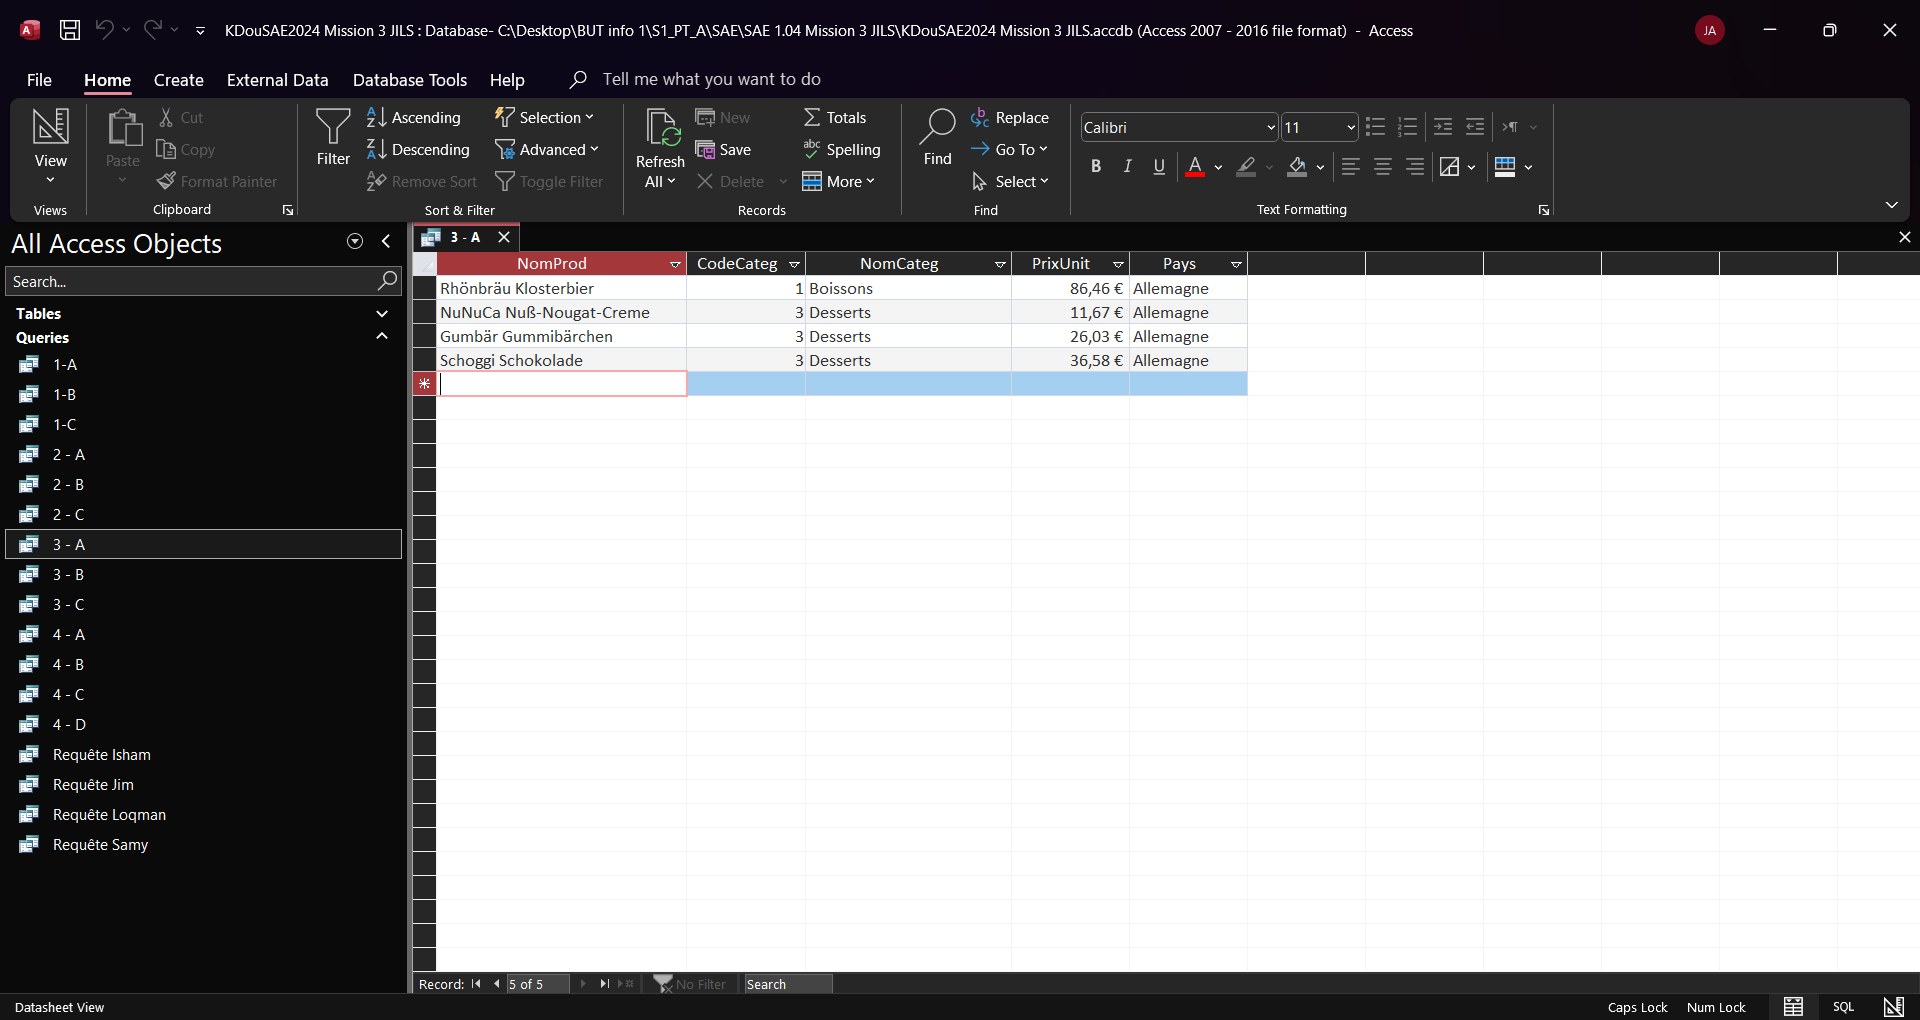 KDouSAE2024 Mission 3 JILS : Database- C:\Desktop\BUT info 1\S1_PT_A\SAE\SAE 1.04 Mission 3 JILS\KDouSAE2024 Mission 3 JILS.accdb (Access 2007 - 2016 file format) - Access
JA
File Home Create External Data Database Tools Help Tell me what you want to do
View
Views
Paste
Cut
Copy
Format Painter
Clipboard
Filter
Ascending
Descending
Remove Sort
Selection
Advanced
Toggle Filter
Sort & Filter
Refresh
All
New
Save
Delete
Totals
Spelling
More
Records
Find
Replace
Go To
Select
Find
Calibri 11
B I U A
Text Formatting
All Access Objects
Search...
Tables
Queries
1-A
1-B
1-C
2 - A
2 - B
2 - C
3 - A
3 - B
3 - C
4 - A
4 - B
4 - C
4 - D
Requête Isham
Requête Jim
Requête Loqman
Requête Samy
3 - A
NomProd CodeCateg NomCateg PrixUnit Pays
Rhönbräu Klosterbier 1 Boissons 86,46 € Allemagne
NuNuCa Nuß-Nougat-Creme 3 Desserts 11,67 € Allemagne
Gumbär Gummibärchen 3 Desserts 26,03 € Allemagne
Schoggi Schokolade 3 Desserts 36,58 € Allemagne
Record: 5 of 5 No Filter Search
Datasheet View Caps Lock Num Lock SQL